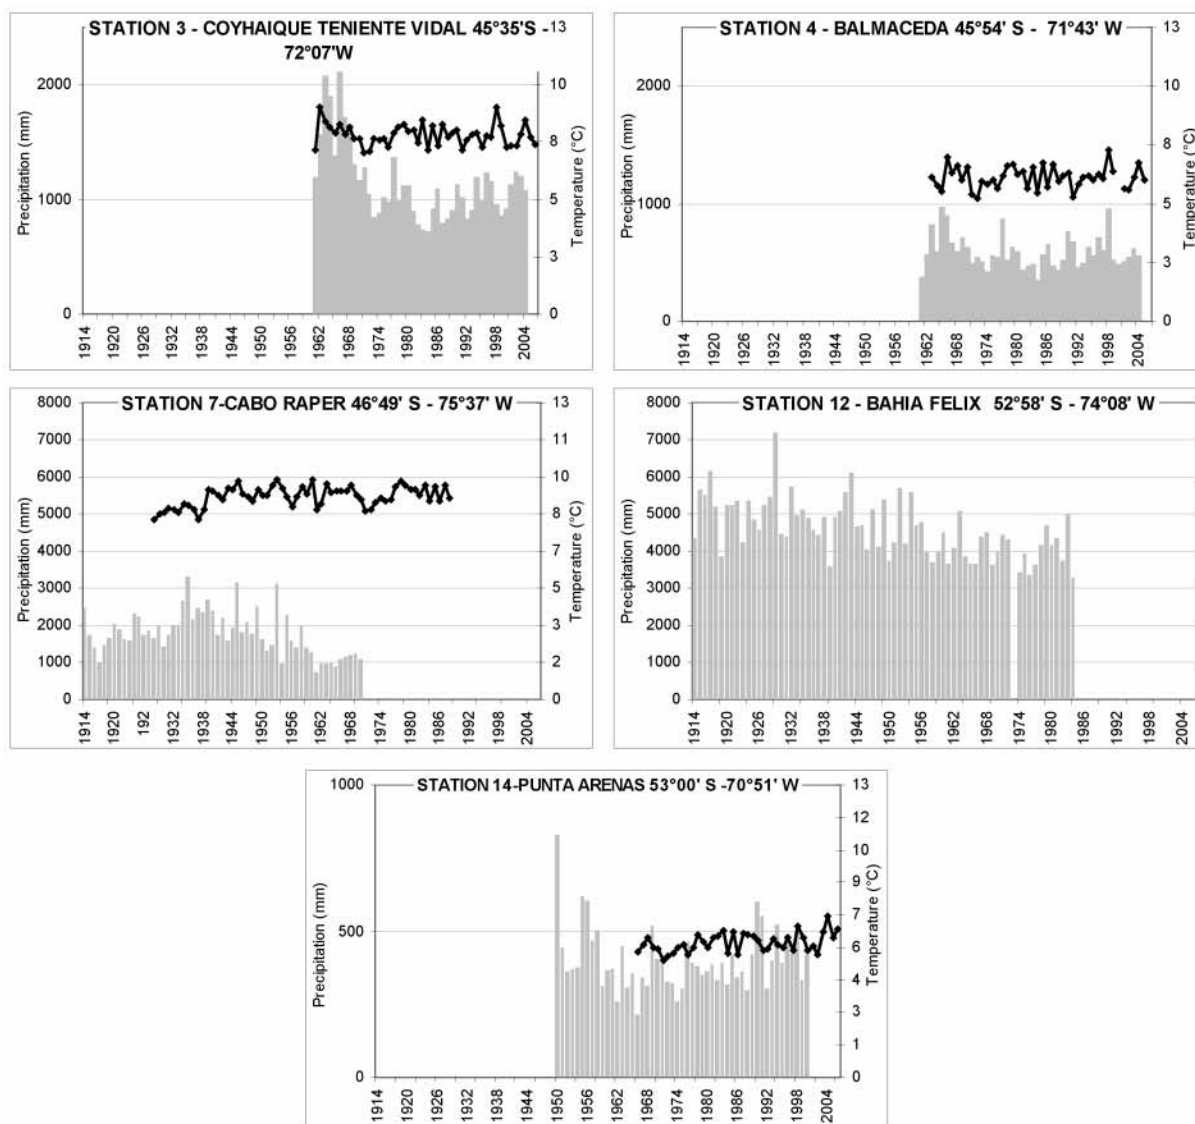 STATION 3 - COYHAIQUE TENIENTE VIDAL 45°35'S -
72°07'W
2000
1000
0
Precipitation (mm)
13
10
8
5
3
0
Temperature (°C)
1914 1920 1926 1932 1938 1944 1950 1956 1962 1968 1974 1980 1986 1992 1998 2004
STATION 4 - BALMACEDA 45°54' S - 71°43' W
2000
1000
0
Precipitation (mm)
13
10
8
5
3
0
Temperature (°C)
1914 1920 1926 1932 1938 1944 1950 1956 1962 1968 1974 1980 1986 1992 1998 2004
STATION 7-CABO RAPER 46°49' S - 75°37' W
8000
7000
6000
5000
4000
3000
2000
1000
0
Precipitation (mm)
13
11
10
8
7
5
3
2
0
Temperature (°C)
1914 1920 192 1932 1938 1944 1950 1956 1962 1968 1974 1980 1986 1992 1998 2004
STATION 12 - BAHIA FELIX 52°58' S - 74°08' W
8000
7000
6000
5000
4000
3000
2000
1000
0
Precipitation (mm)
1914 1920 1926 1932 1938 1944 1950 1956 1962 1968 1974 1980 1986 1992 1998 2004
STATION 14-PUNTA ARENAS 53°00' S -70°51' W
1000
500
0
Precipitation (mm)
13
12
10
9
7
6
4
3
1
0
Temperature (°C)
1914 1920 1926 1932 1938 1944 1950 1956 1962 1968 1974 1980 1986 1992 1998 2004